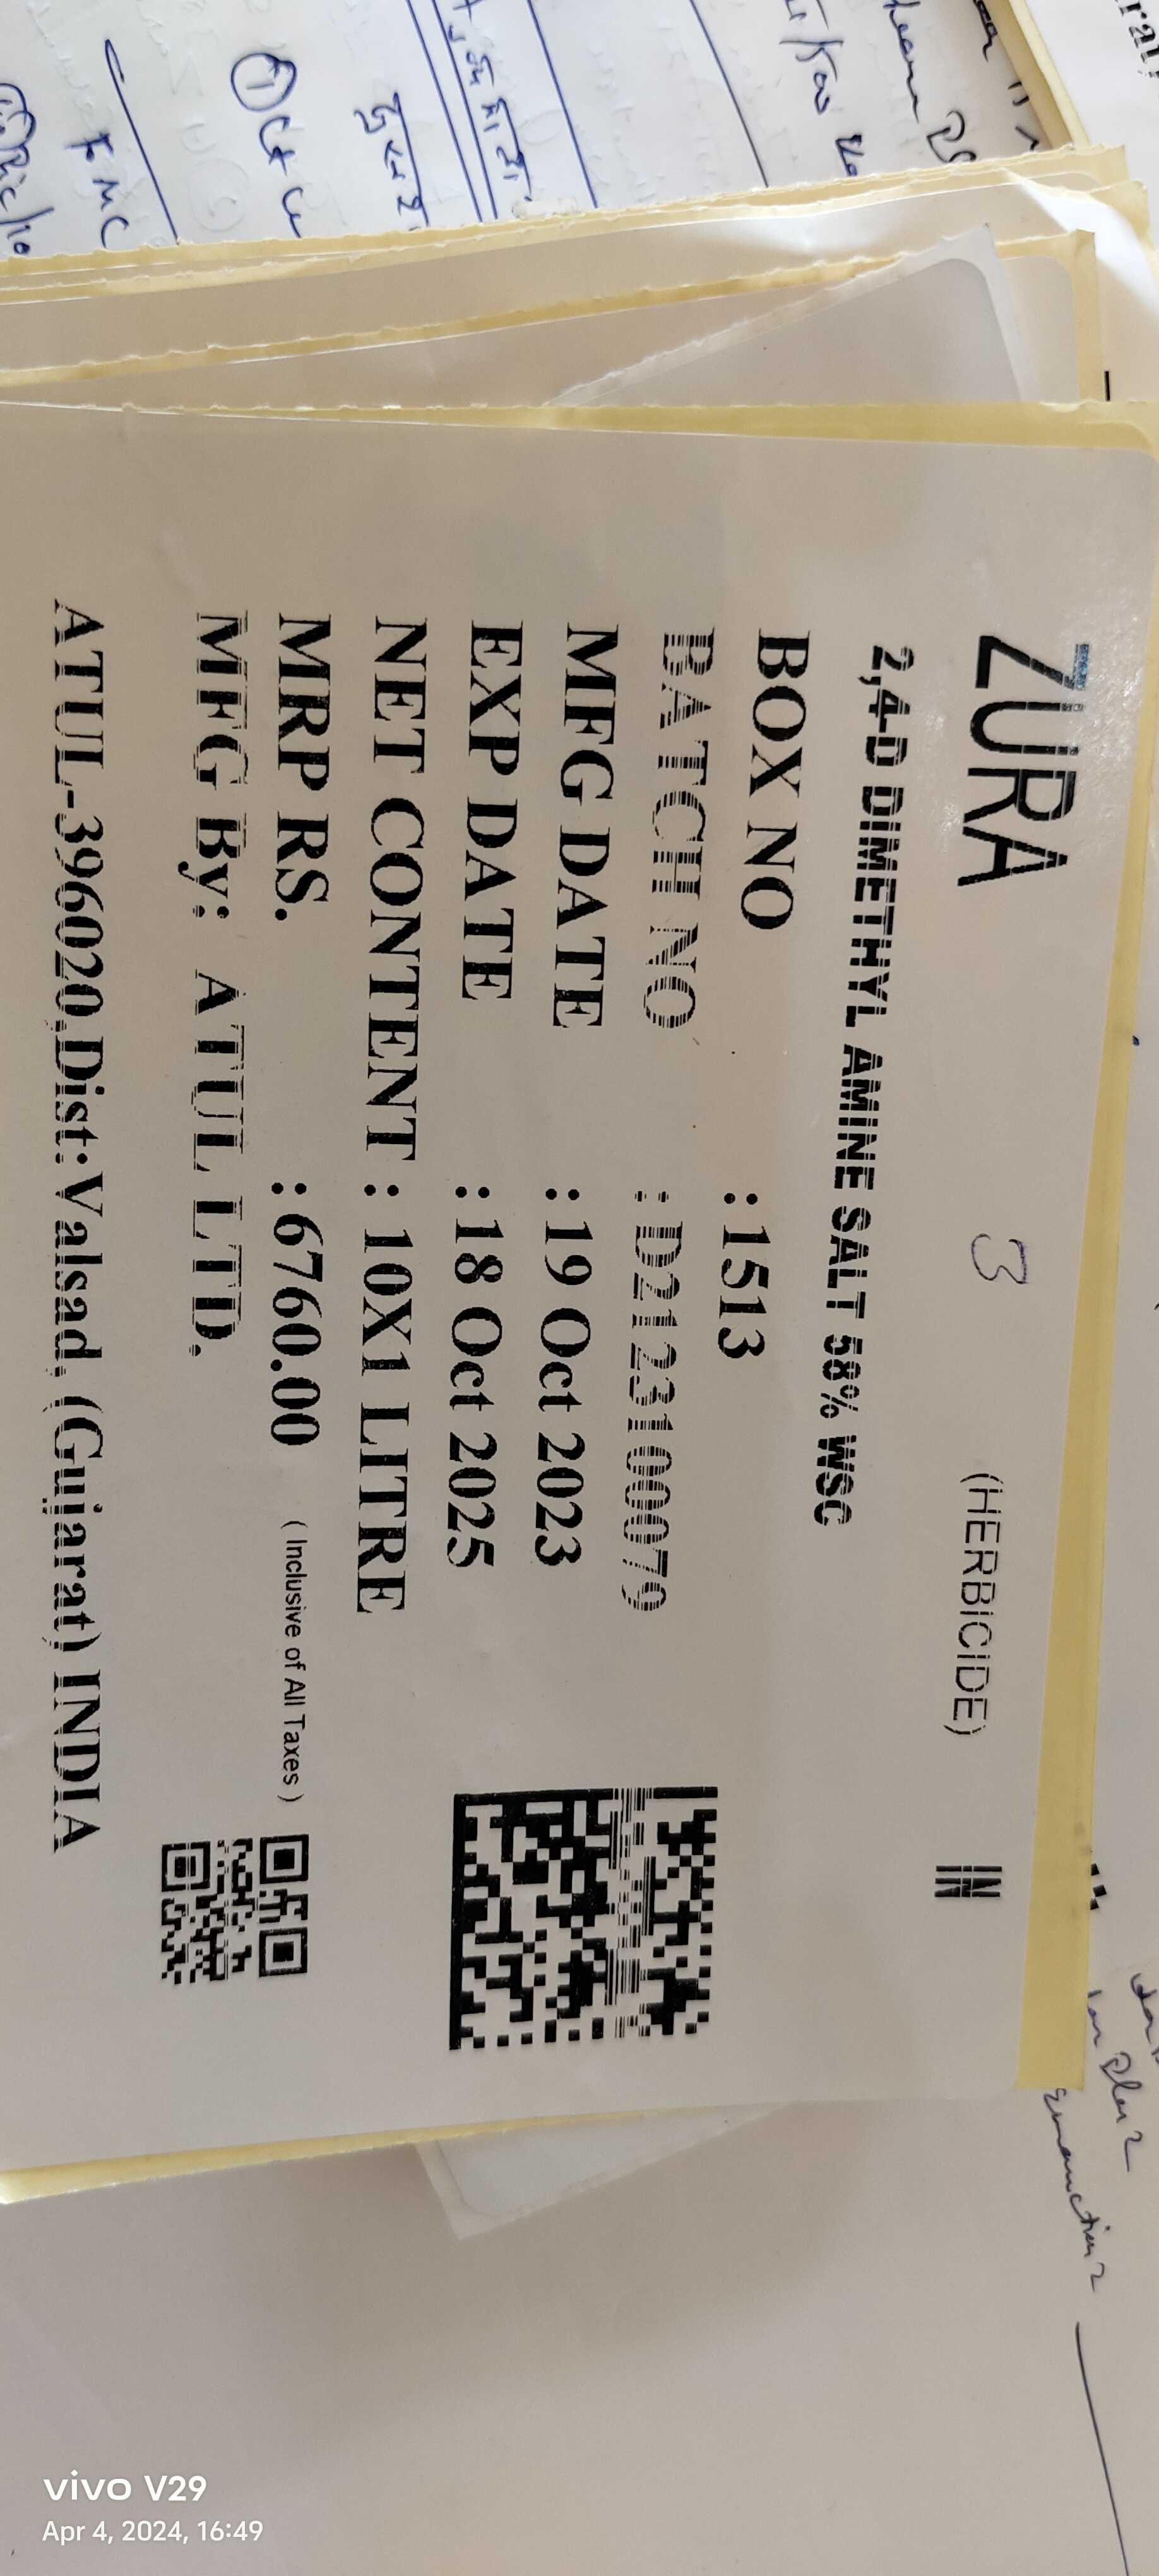 ZURA 3 (HERBICIDE) IN
2,4-D DIMETHYL AMINE SALT 58% WSC
BOX NO :1513
BATCH NO :D212310079
MFG DATE :19 Oct 2023
EXP DATE :18 Oct 2025
NET CONTENT : 10X1 LITRE
MRP RS. :6760.00 ( Inclusive of All Taxes )
MFG By: ATUL LTD.
ATUL-396020,Dist:Valsad, (Gujarat) INDIA
FMC
vivo V29
Apr 4, 2024, 16:49